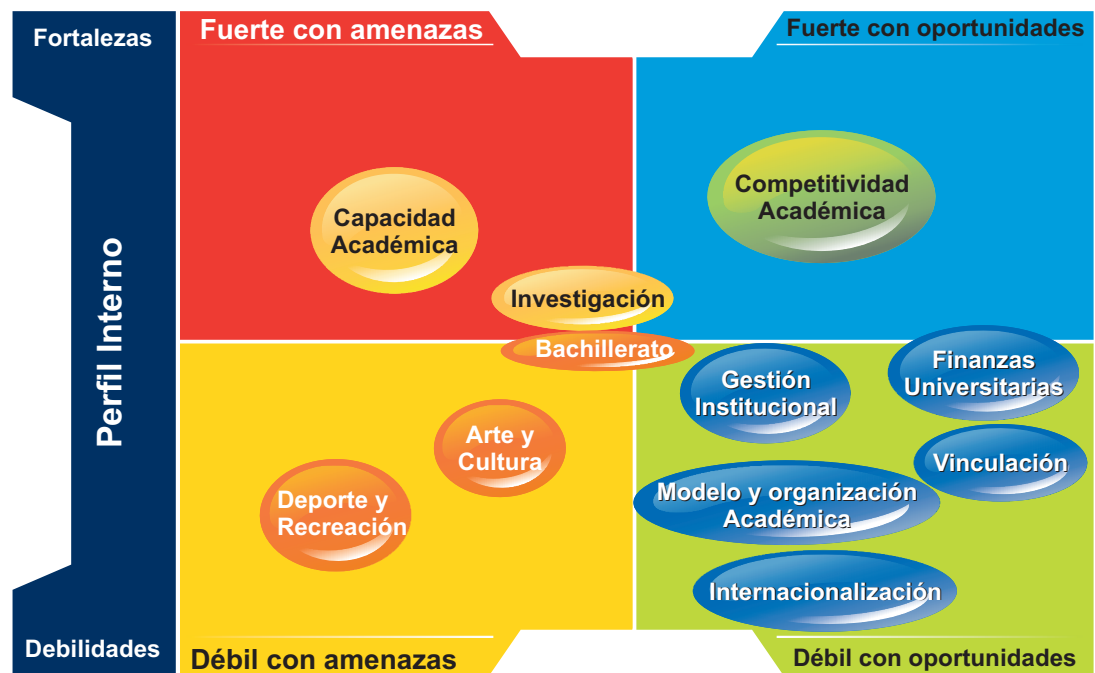 Fortalezas
Fuerte con amenazas
Fuerte con oportunidades
Perfil Interno
Capacidad
Académica
Competitividad
Académica
Investigación
Bachillerato
Gestión
Institucional
Finanzas
Universitarias
Arte y
Cultura
Vinculación
Deporte y
Recreación
Modelo y organización
Académica
Internacionalización
Debilidades
Débil con amenazas
Débil con oportunidades